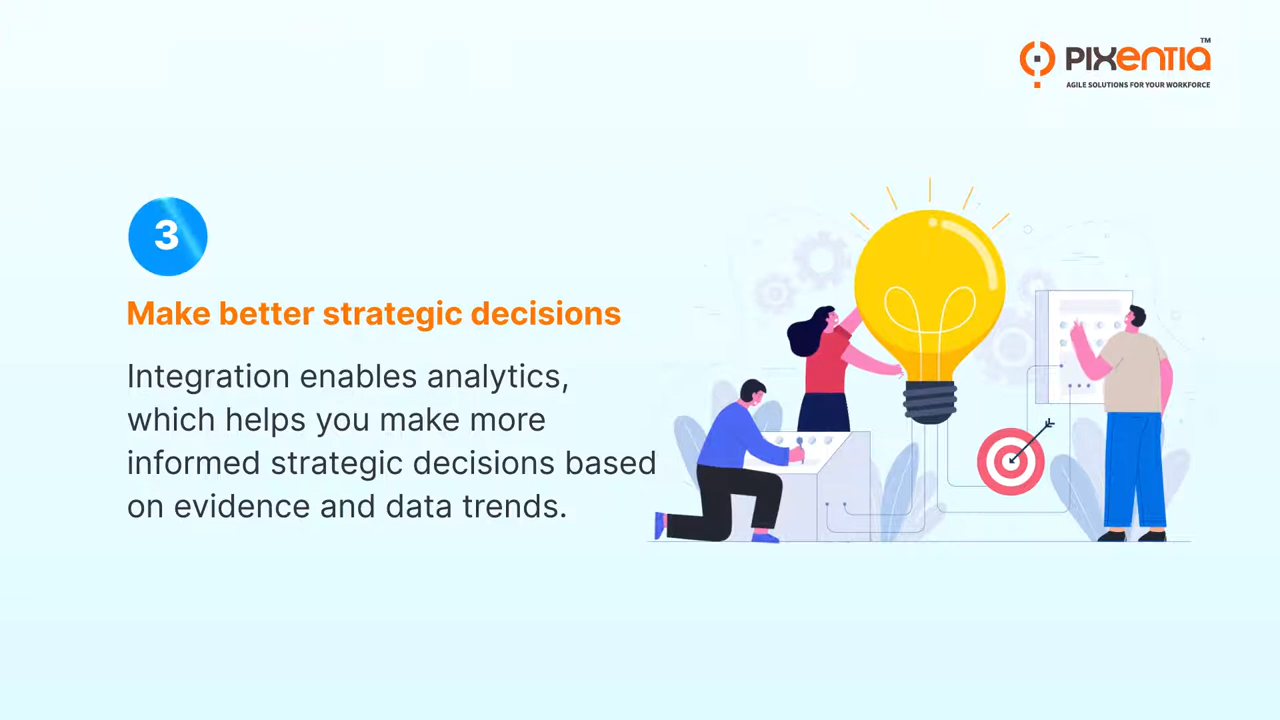 PIXENTIA™
AGILE SOLUTIONS FOR YOUR WORKFORCE
3
Make better strategic decisions
Integration enables analytics,
which helps you make more
informed strategic decisions based
on evidence and data trends.